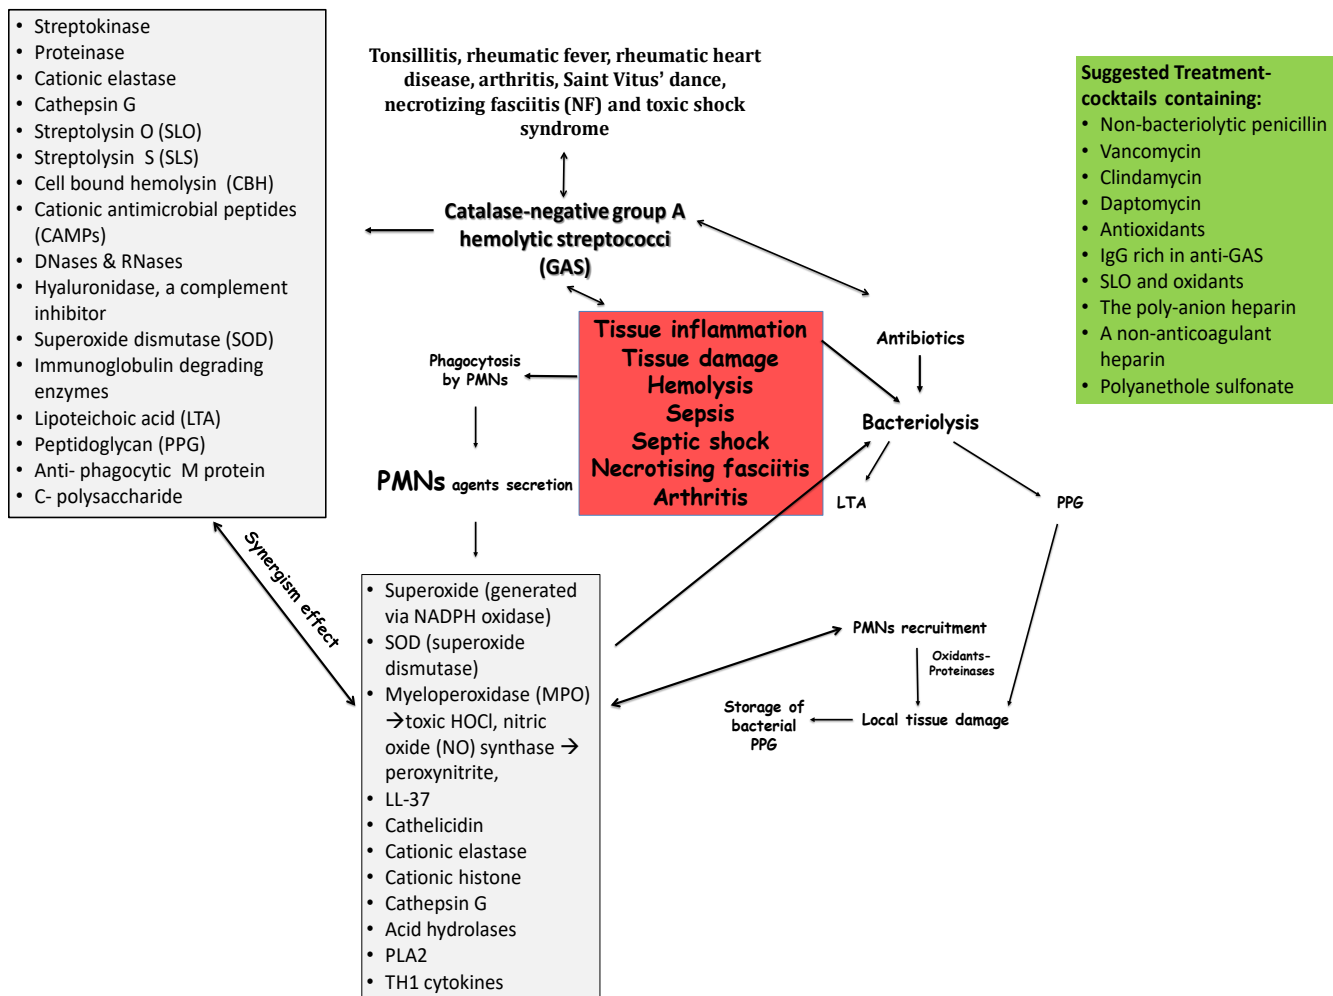 • Streptokinase
• Proteinase
• Cationic elastase
• Cathepsin G
• Streptolysin O (SLO)
• Streptolysin S (SLS)
• Cell bound hemolysin (CBH)
• Cationic antimicrobial peptides
(CAMPs)
• DNases & RNases
• Hyaluronidase, a complement
inhibitor
• Superoxide dismutase (SOD)
• Immunoglobulin degrading
enzymes
• Lipoteichoic acid (LTA)
• Peptidoglycan (PPG)
• Anti- phagocytic M protein
• C- polysaccharide
Tonsillitis, rheumatic fever, rheumatic heart
disease, arthritis, Saint Vitus’ dance,
necrotizing fasciitis (NF) and toxic shock
syndrome
Catalase-negative group A
hemolytic streptococci
(GAS)
Suggested Treatment-
cocktails containing:
• Non-bacteriolytic penicillin
• Vancomycin
• Clindamycin
• Daptomycin
• Antioxidants
• IgG rich in anti-GAS
• SLO and oxidants
• The poly-anion heparin
• A non-anticoagulant
heparin
• Polyanethole sulfonate
Tissue inflammation
Tissue damage
Hemolysis
Sepsis
Septic shock
Necrotising fasciitis
Arthritis
Phagocytosis
by PMNs
PMNs agents secretion
Antibiotics
Bacteriolysis
LTA
PPG
Synergism effect
• Superoxide (generated
via NADPH oxidase)
• SOD (superoxide
dismutase)
• Myeloperoxidase (MPO)
→toxic HOCl, nitric
oxide (NO) synthase →
peroxynitrite,
• LL-37
• Cathelicidin
• Cationic elastase
• Cationic histone
• Cathepsin G
• Acid hydrolases
• PLA2
• TH1 cytokines
PMNs recruitment
Oxidants-
Proteinases
Local tissue damage
Storage of
bacterial
PPG